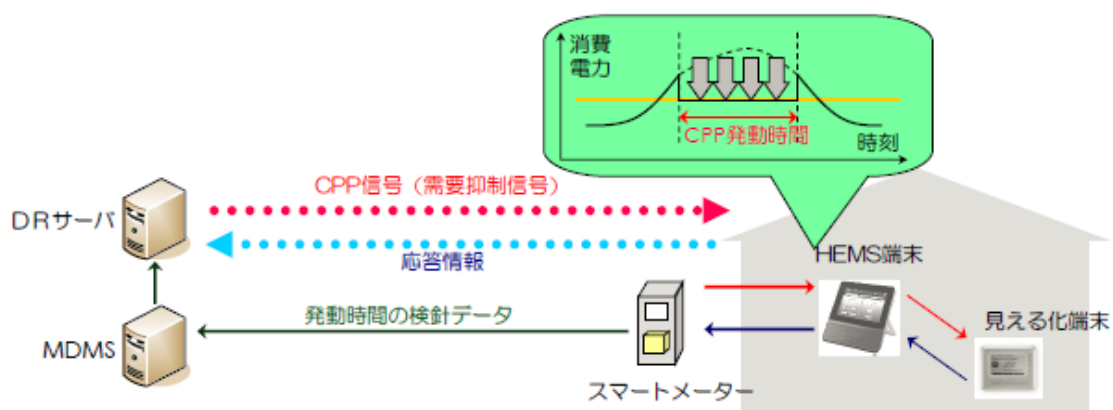 消費
電力
CPP発動時間
時刻
CPP信号（需要抑制信号）
DRサーバ
応答情報
HEMS端末
発動時間の検針データ
見える化端末
MDMS
スマートメーター